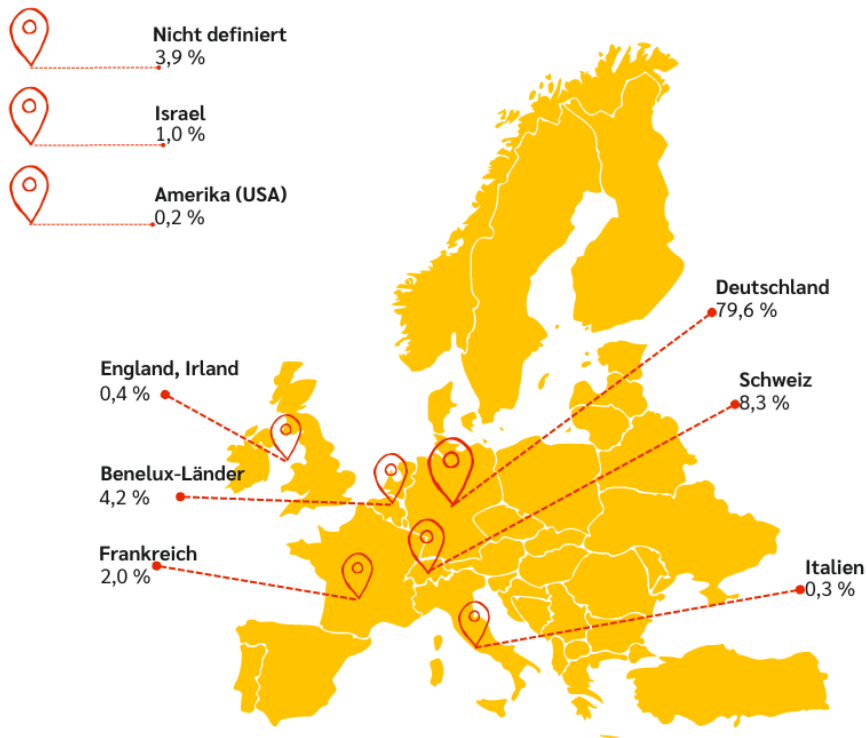 Nicht definiert
3,9 %
Israel
1,0 %
Amerika (USA)
0,2 %
Deutschland
79,6 %
England, Irland
0,4 %
Schweiz
8,3 %
Benelux-Länder
4,2 %
Frankreich
2,0 %
Italien
0,3 %